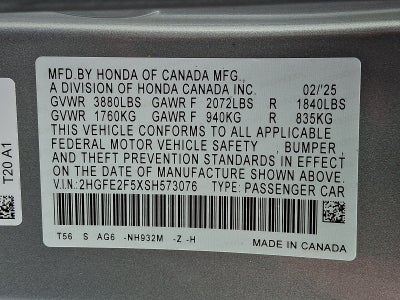 MFD.BY HONDA OF CANADA MFG.,
A DIVISION OF HONDA CANADA INC. 02/'25
GVWR 3880LBS GAWR F 2072LBS R 1840LBS
GVWR 1760KG GAWR F 940KG R 835KG
THIS VEHICLE CONFORMS TO ALL APPLICABLE
FEDERAL MOTOR VEHICLE SAFETY , BUMPER ,
AND THEFT PREVENTION STANDARDS IN EFFECT
ON THE DATE OF MANUFACTURE SHOWN ABOVE.
V.I.N:2HGFE2F5XSH573076 TYPE: PASSENGER CAR
T56 S AG6 -NH932M -Z -H
MADE IN CANADA
T20 A1